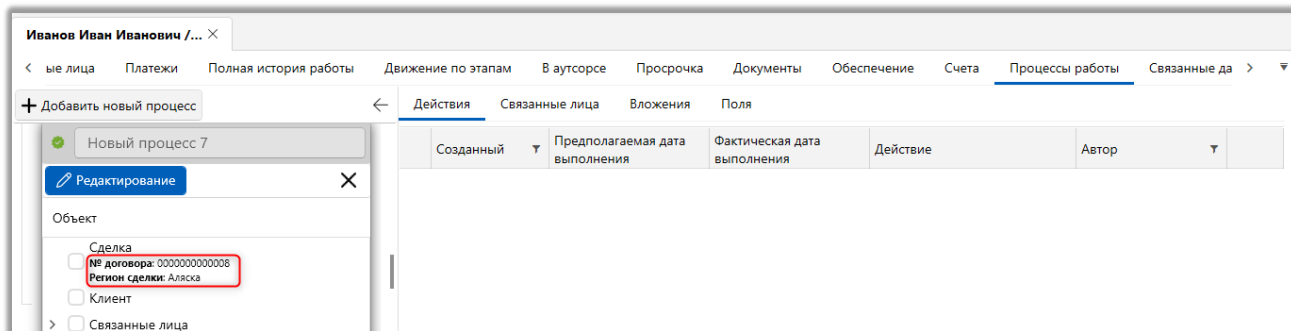 Иванов Иван Иванович /...
ые лица Платежи Полная история работы Движение по этапам В аутсорсе Просрочка Документы Обеспечение Счета Процессы работы Связанные да
Добавить новый процесс
Действия Связанные лица Вложения Поля
Новый процесс 7
Созданный Предполагаемая дата выполнения Фактическая дата выполнения Действие Автор
Редактирование
Объект
Сделка
№ договора: 0000000000008
Регион сделки: Аляска
Клиент
Связанные лица